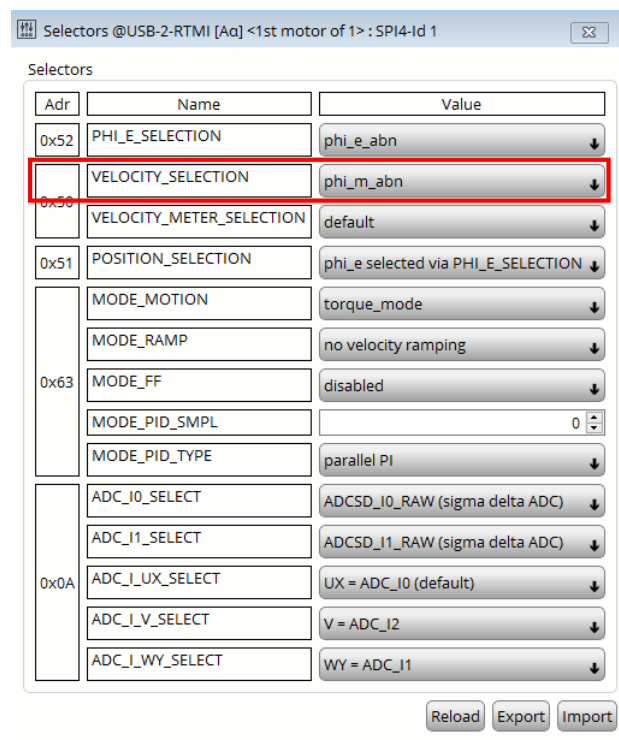 Selectors @USB-2-RTMI [Aα] <1st motor of 1> : SPI4-Id 1
Selectors
Adr Name Value
0x52 PHI_E_SELECTION phi_e_abn
VELOCITY_SELECTION phi_m_abn
0x50
VELOCITY_METER_SELECTION default
0x51 POSITION_SELECTION phi_e selected via PHI_E_SELECTION
MODE_MOTION torque_mode
MODE_RAMP no velocity ramping
0x63 MODE_FF disabled
MODE_PID_SMPL 0
MODE_PID_TYPE parallel PI
ADC_I0_SELECT ADCSD_I0_RAW (sigma delta ADC)
ADC_I1_SELECT ADCSD_I1_RAW (sigma delta ADC)
0x0A ADC_I_UX_SELECT UX = ADC_I0 (default)
ADC_I_V_SELECT V = ADC_I2
ADC_I_WY_SELECT WY = ADC_I1
Reload Export Import